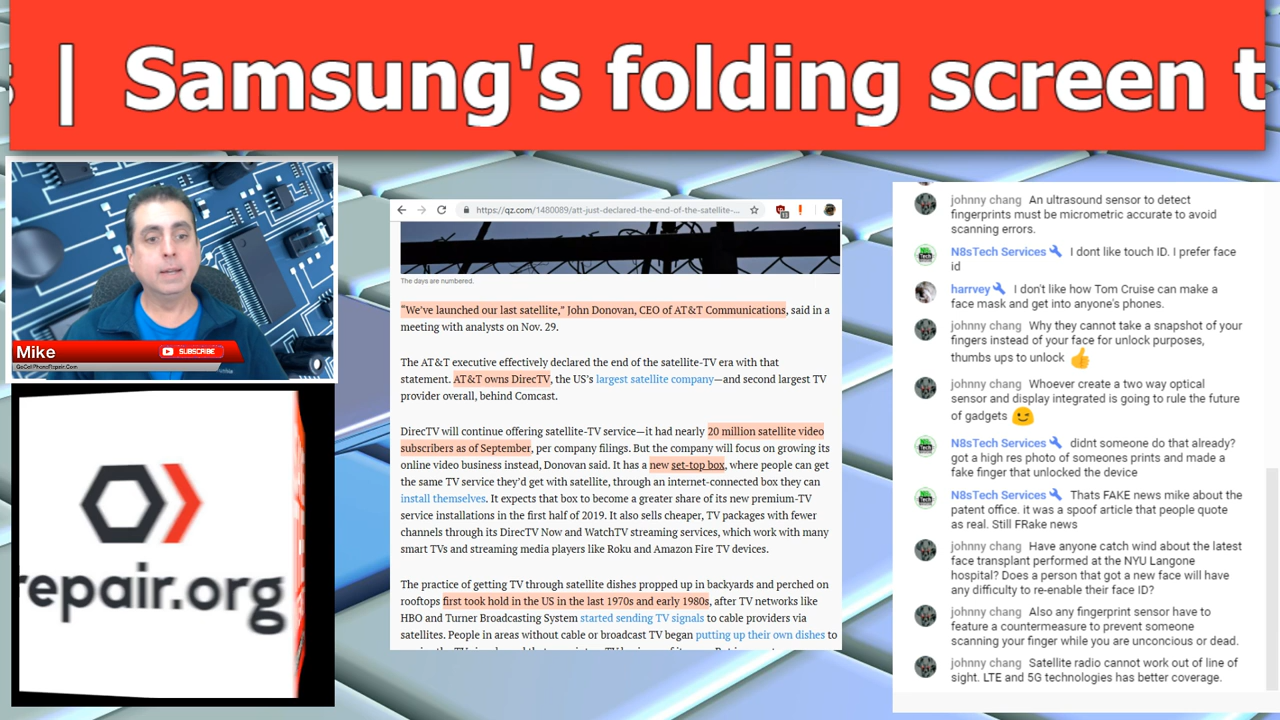 | Samsung's folding screen t
Mike
SUBSCRIBE
GoCellPhoneRepair.Com
repair.org
https://qz.com/1480089/att-just-declared-the-end-of-the-satellite-...
The days are numbered.
“We’ve launched our last satellite,” John Donovan, CEO of AT&T Communications, said in a
meeting with analysts on Nov. 29.
The AT&T executive effectively declared the end of the satellite-TV era with that
statement. AT&T owns DirecTV, the US’s largest satellite company—and second largest TV
provider overall, behind Comcast.
DirecTV will continue offering satellite-TV service—it had nearly 20 million satellite video
subscribers as of September, per company filings. But the company will focus on growing its
online video business instead, Donovan said. It has a new set-top box, where people can get
the same TV service they’d get with satellite, through an internet-connected box they can
install themselves. It expects that box to become a greater share of its new premium-TV
service installations in the first half of 2019. It also sells cheaper, TV packages with fewer
channels through its DirecTV Now and WatchTV streaming services, which work with many
smart TVs and streaming media players like Roku and Amazon Fire TV devices.
The practice of getting TV through satellite dishes propped up in backyards and perched on
rooftops first took hold in the US in the last 1970s and early 1980s, after TV networks like
HBO and Turner Broadcasting System started sending TV signals to cable providers via
satellites. People in areas without cable or broadcast TV began putting up their own dishes to
johnny chang An ultrasound sensor to detect
fingerprints must be micrometric accurate to avoid
scanning errors.
N8sTech Services I dont like touch ID. I prefer face
id
harrvey I don't like how Tom Cruise can make a
face mask and get into anyone's phones.
johnny chang Why they cannot take a snapshot of your
fingers instead of your face for unlock purposes,
thumbs ups to unlock 👍
johnny chang Whoever create a two way optical
sensor and display integrated is going to rule the future
of gadgets 😉
N8sTech Services didnt someone do that already?
got a high res photo of someones prints and made a
fake finger that unlocked the device
N8sTech Services Thats FAKE news mike about the
patent office. it was a spoof article that people quote
as real. Still FRake news
johnny chang Have anyone catch wind about the latest
face transplant performed at the NYU Langone
hospital? Does a person that got a new face will have
any difficulty to re-enable their face ID?
johnny chang Also any fingerprint sensor have to
feature a countermeasure to prevent someone
scanning your finger while you are unconcious or dead.
johnny chang Satellite radio cannot work out of line of
sight. LTE and 5G technologies has better coverage.